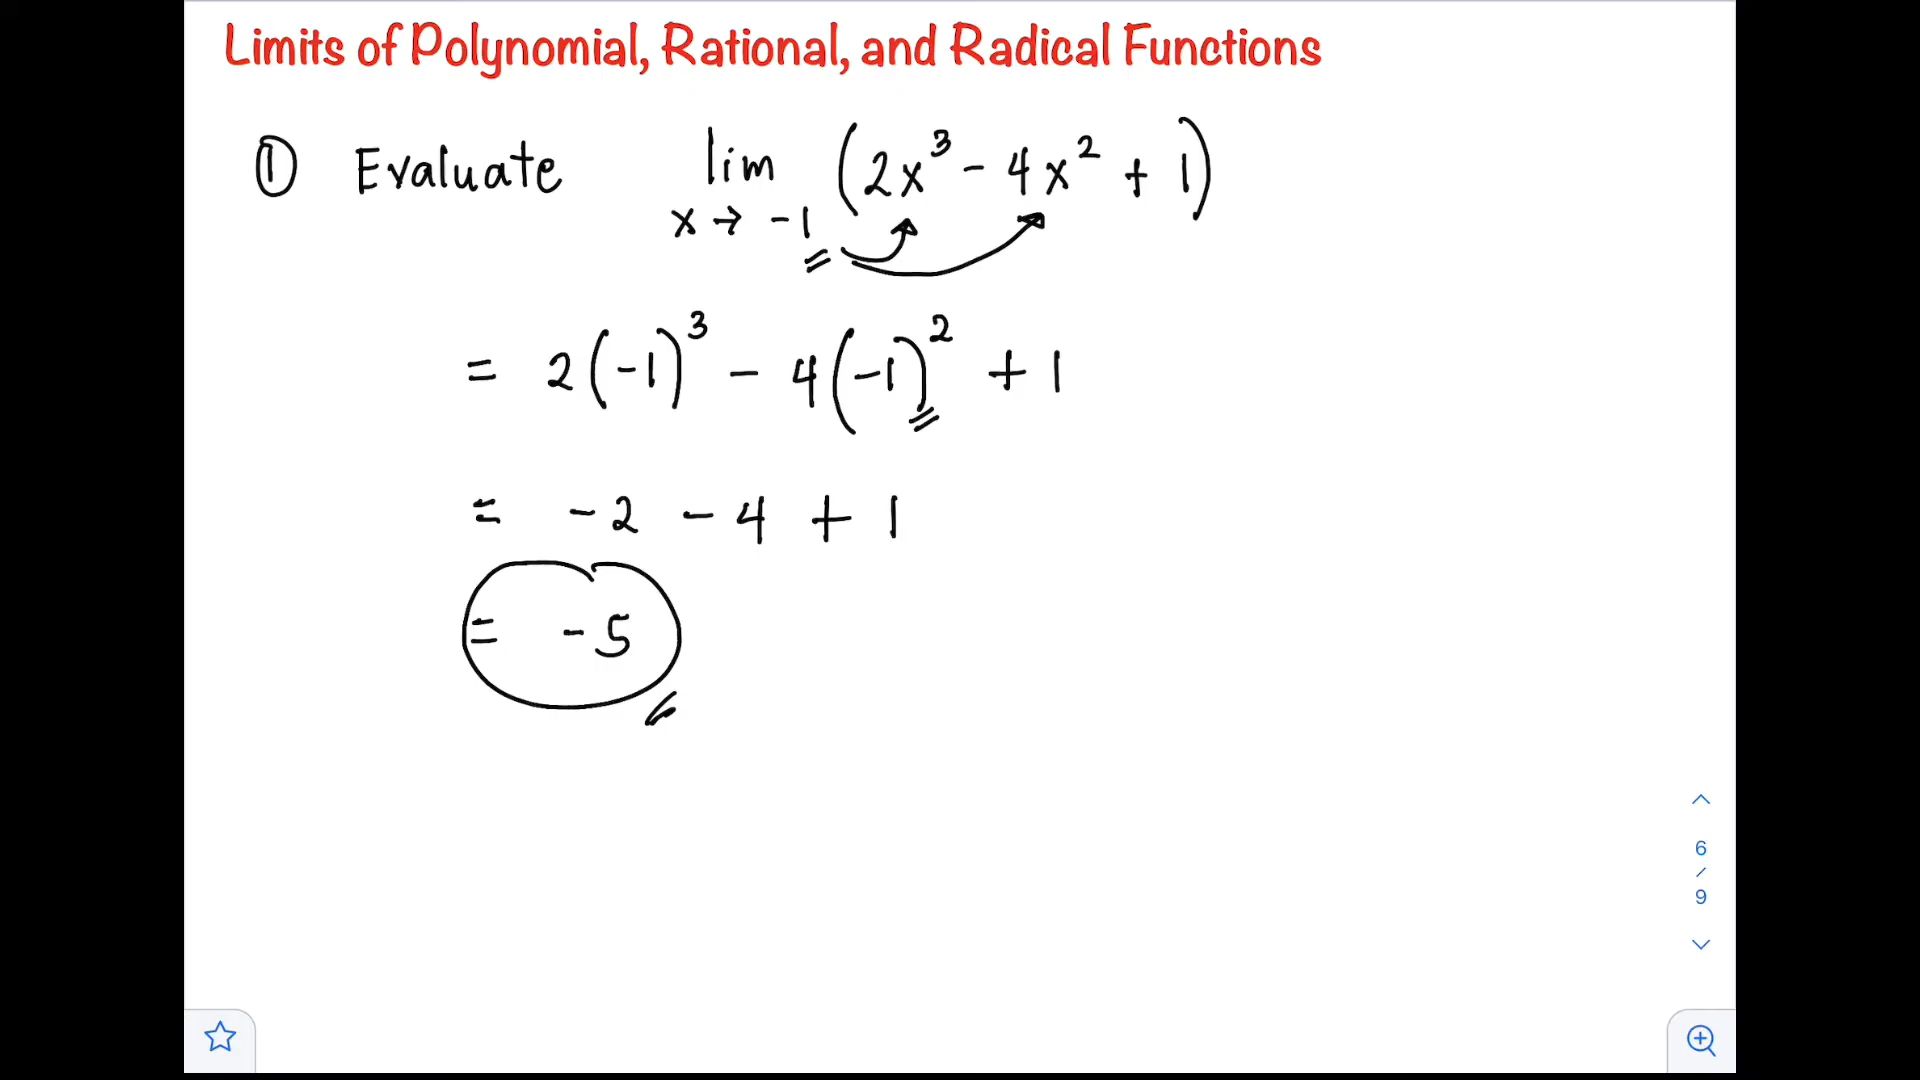 Limits of Polynomial, Rational, and Radical Functions
① Evaluate lim (2x³ - 4x² + 1)
x → -1
= 2(-1)³ - 4(-1)² + 1
= -2 - 4 + 1
= -5
6
/
9